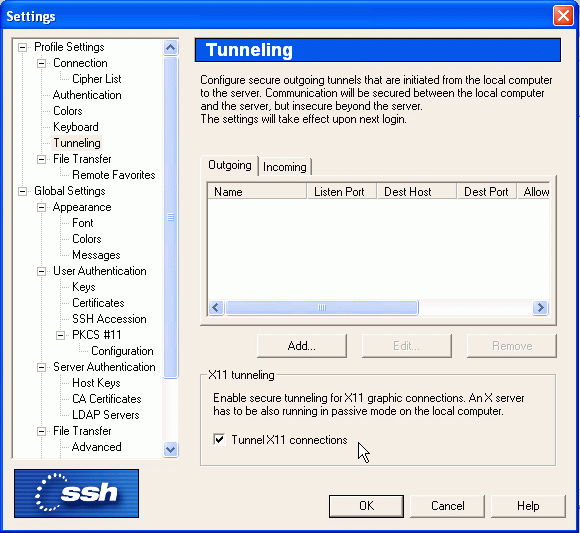 Settings
Profile Settings
Connection
Cipher List
Authentication
Colors
Keyboard
Tunneling
File Transfer
Remote Favorites
Global Settings
Appearance
Font
Colors
Messages
User Authentication
Keys
Certificates
SSH Accession
PKCS #11
Configuration
Server Authentication
Host Keys
CA Certificates
LDAP Servers
File Transfer
Advanced
ssh
Tunneling
Configure secure outgoing tunnels that are initiated from the local computer
to the server. Communication will be secured between the local computer
and the server, but insecure beyond the server.
The settings will take effect upon next login.
Outgoing Incoming
Name Listen Port Dest Host Dest Port Allow
Add... Edit... Remove
X11 tunneling
Enable secure tunneling for X11 graphic connections. An X server
has to be also running in passive mode on the local computer.
Tunnel X11 connections
OK Cancel Help